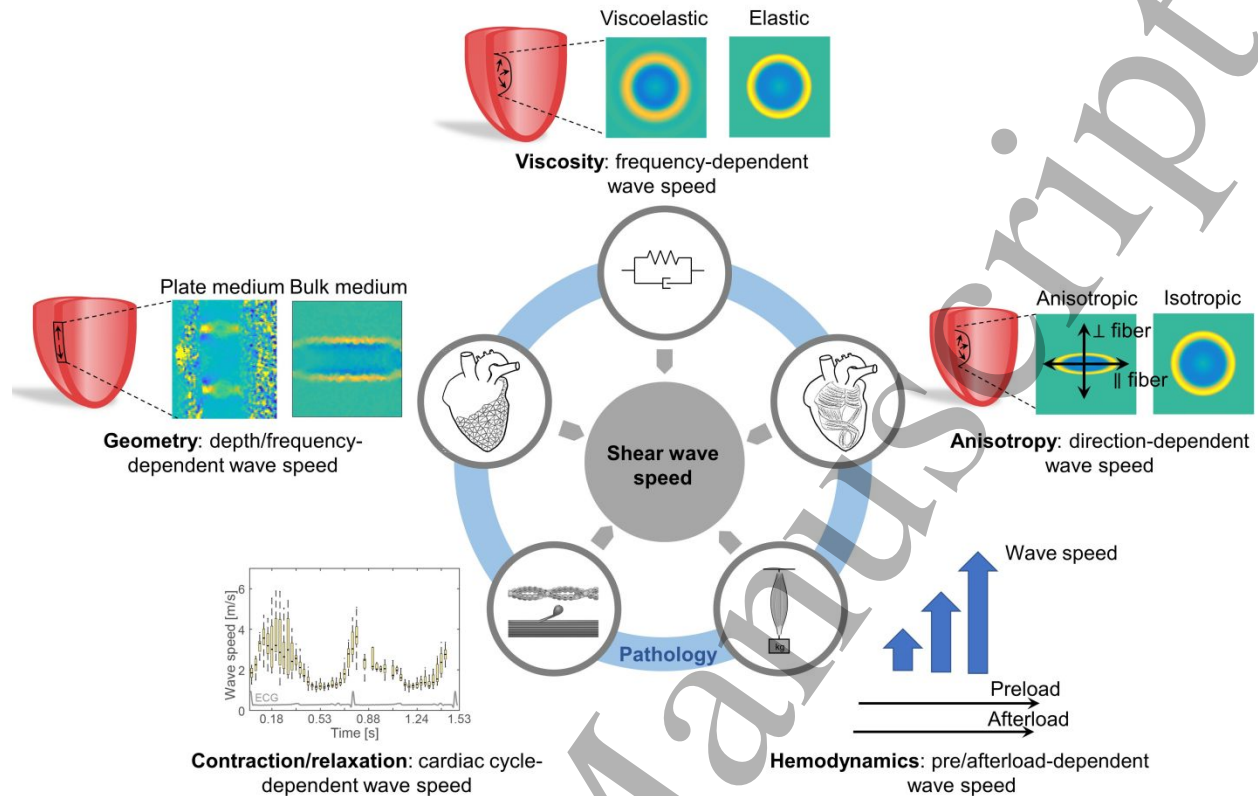 Viscoelastic Elastic
Viscosity: frequency-dependent
wave speed
Plate medium Bulk medium
Geometry: depth/frequency-
dependent wave speed
Anisotropic Isotropic
⊥ fiber
|| fiber
Anisotropy: direction-dependent
wave speed
Shear wave
speed
Pathology
kg
Wave speed [m/s]
6
4
2
0
ECG
0.18 0.53 0.88 1.24 1.53
Time [s]
Contraction/relaxation: cardiac cycle-
dependent wave speed
Wave speed
Preload
Afterload
Hemodynamics: pre/afterload-dependent
wave speed
Manuscript